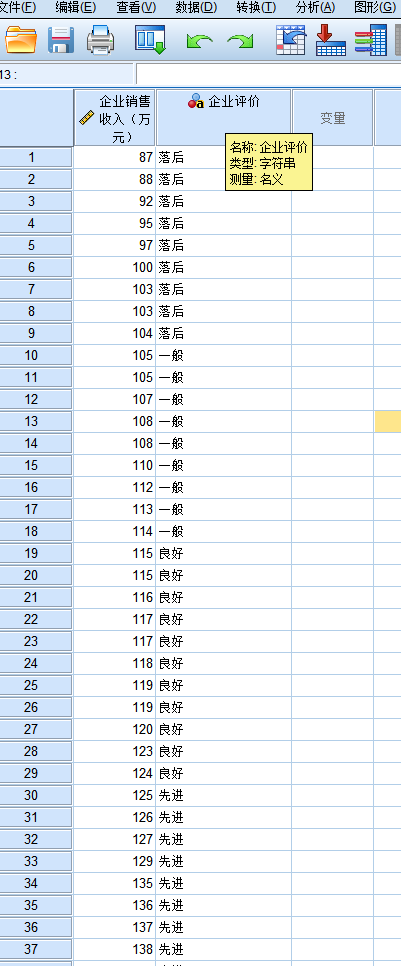 文件(F) 编辑(E) 查看(V) 数据(D) 转换(T) 分析(A) 图形(G)
13 :
企业销售收入（万元） 企业评价 变量
名称: 企业评价
类型: 字符串
测量: 名义
1 87 落后
2 88 落后
3 92 落后
4 95 落后
5 97 落后
6 100 落后
7 103 落后
8 103 落后
9 104 落后
10 105 一般
11 105 一般
12 107 一般
13 108 一般
14 108 一般
15 110 一般
16 112 一般
17 113 一般
18 114 一般
19 115 良好
20 115 良好
21 116 良好
22 117 良好
23 117 良好
24 118 良好
25 119 良好
26 119 良好
27 120 良好
28 123 良好
29 124 良好
30 125 先进
31 126 先进
32 127 先进
33 129 先进
34 135 先进
35 136 先进
36 137 先进
37 138 先进